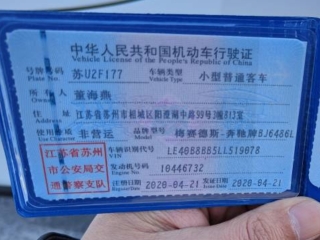 中华人民共和国机动车行驶证
Vehicle License of the People's Republic of China
号牌号码 苏U2F177 车辆类型 小型普通客车
Plate No. Vehicle Type
所有人 董海燕
Owner
住址 江苏省苏州市相城区阳澄湖中路99号3幢813室
Address
使用性质 非营运 品牌型号 梅赛德斯-奔驰牌BJ6486L
Use Character Model
江苏省苏州
市公安局交
通警察支队
车辆识别代号 LE40B8BB5LL519078
VIN
发动机号码 10446732
Engine No.
注册日期 2020-04-21 发证日期 2020-04-21
Register Date Issue Date